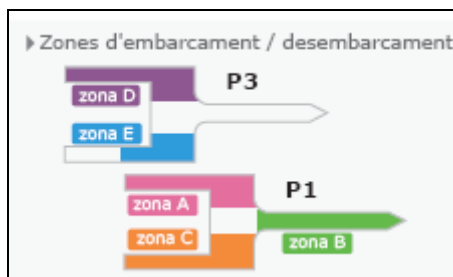 Zones d'embarcament / desembarcament
P3
zona D
zona E
P1
zona A
zona C
zona B